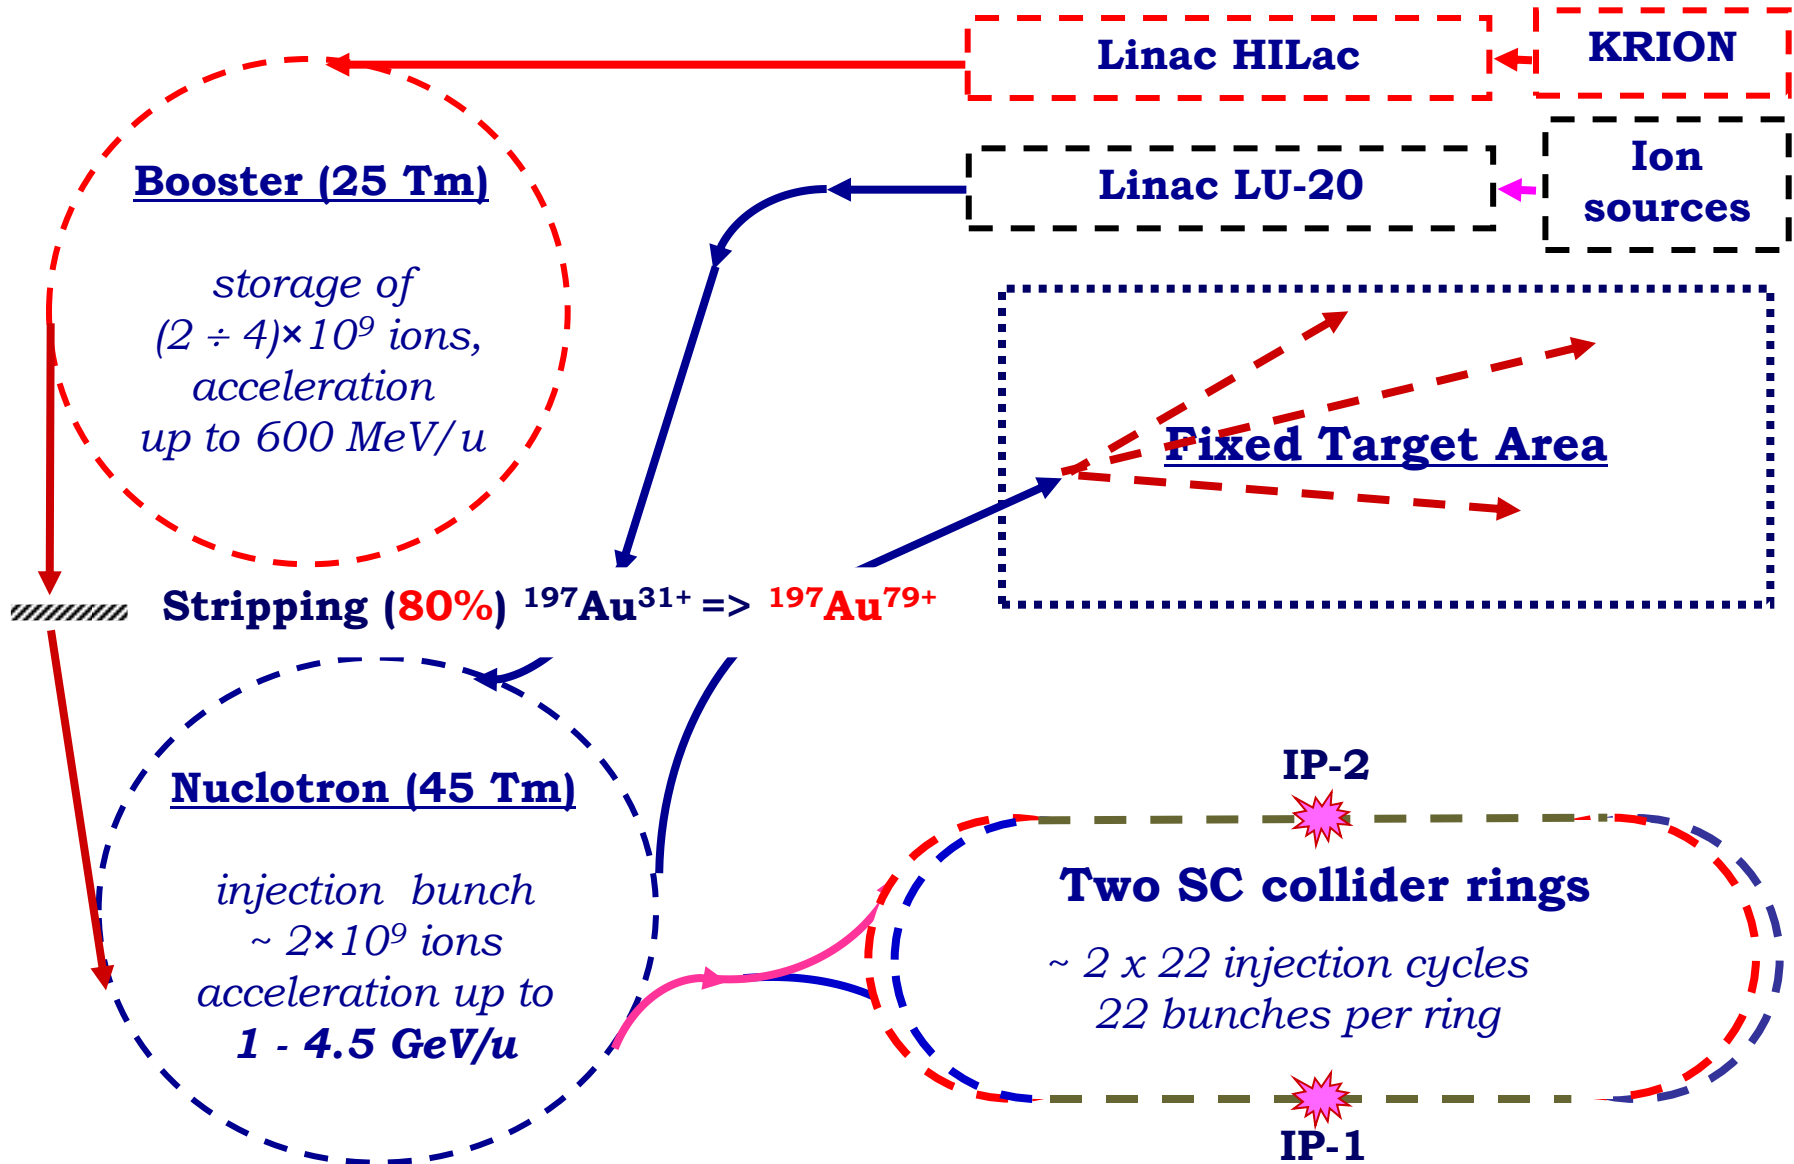 Linac HILac
KRION
Linac LU-20
Ion
sources
Booster (25 Tm)
storage of
(2 ÷ 4)×10⁹ ions,
acceleration
up to 600 MeV/u
Fixed Target Area
Stripping (80%) ¹⁹⁷Au³¹⁺ => ¹⁹⁷Au⁷⁹⁺
Nuclotron (45 Tm)
injection bunch
~ 2×10⁹ ions
acceleration up to
1 - 4.5 GeV/u
IP-2
Two SC collider rings
~ 2 x 22 injection cycles
22 bunches per ring
IP-1